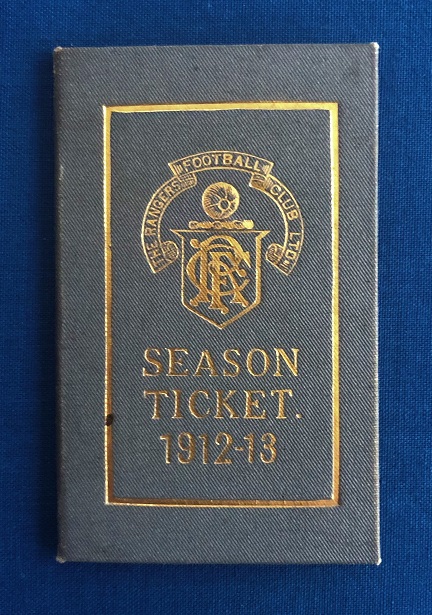 THE RANGERS FOOTBALL CLUB LTD
RFC
SEASON
TICKET.
1912-13